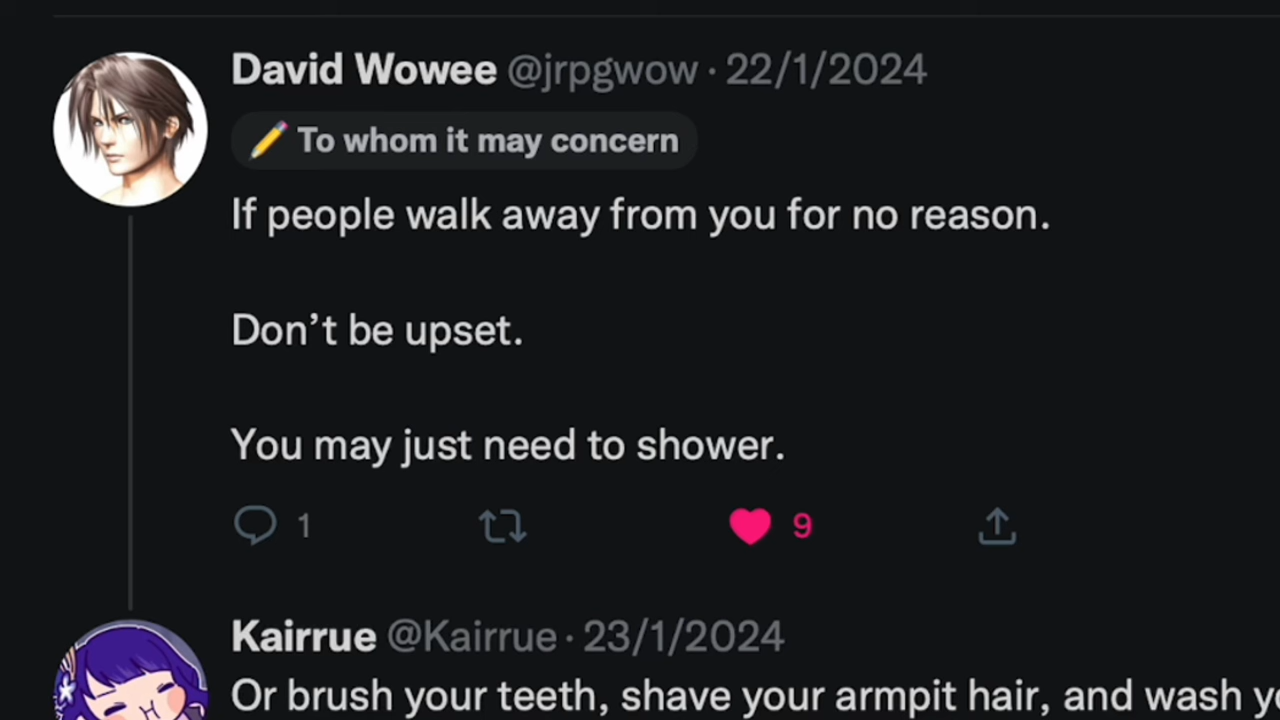 David Wowee @jrpgwow · 22/1/2024
✏️ To whom it may concern
If people walk away from you for no reason.
Don’t be upset.
You may just need to shower.
1 9
Kairrue @Kairrue · 23/1/2024
Or brush your teeth, shave your armpit hair, and wash